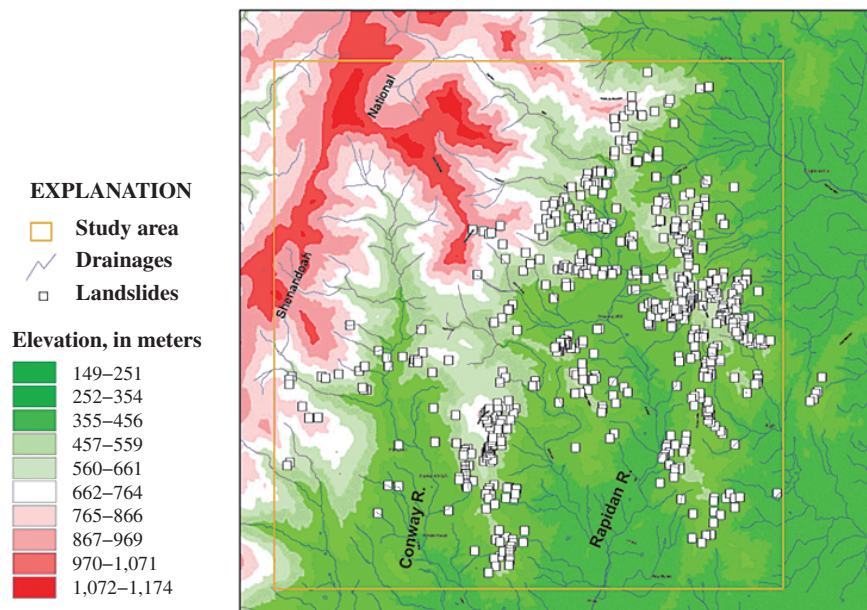 EXPLANATION
Study area
Drainages
Landslides
Elevation, in meters
149–251
252–354
355–456
457–559
560–661
662–764
765–866
867–969
970–1,071
1,072–1,174
National
Shenandoah
Conway R.
Rapidan R.